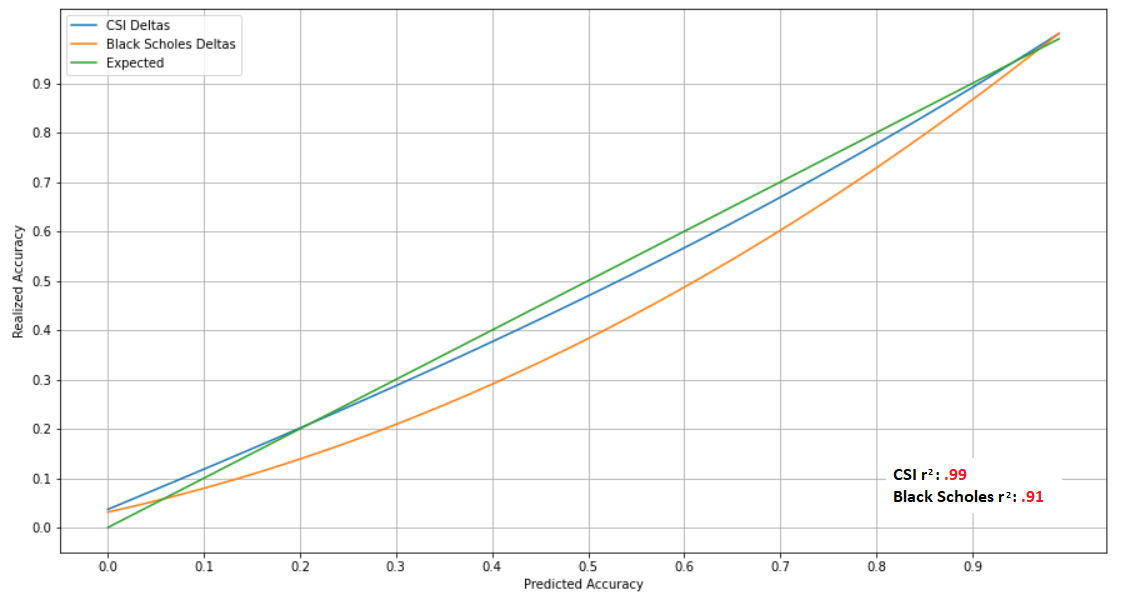 CSI Deltas
Black Scholes Deltas
Expected
0.9
0.8
0.7
0.6
0.5
0.4
0.3
0.2
0.1
0.0
Realized Accuracy
CSI r²: .99
Black Scholes r²: .91
0.0 0.1 0.2 0.3 0.4 0.5 0.6 0.7 0.8 0.9
Predicted Accuracy